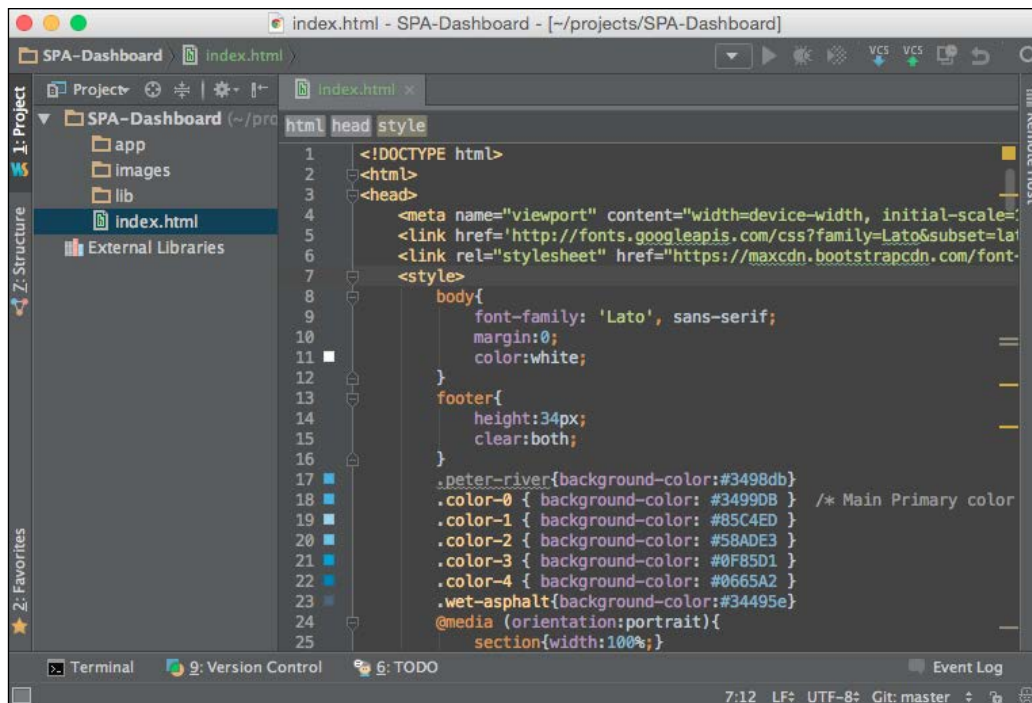 index.html - SPA-Dashboard - [~/projects/SPA-Dashboard]
SPA-Dashboard index.html
VCS VCS
1: Project
Z: Structure
2: Favorites
Project
SPA-Dashboard (~/pro
app
images
lib
index.html
External Libraries
index.html
Remote Host
html head style
1 <!DOCTYPE html>
2 <html>
3 <head>
4 <meta name="viewport" content="width=device-width, initial-scale=1
5 <link href='http://fonts.googleapis.com/css?family=Lato&subset=lat
6 <link rel="stylesheet" href="https://maxcdn.bootstrapcdn.com/font-
7 <style>
8 body{
9 font-family: 'Lato', sans-serif;
10 margin:0;
11 color:white;
12 }
13 footer{
14 height:34px;
15 clear:both;
16 }
17 .peter-river{background-color:#3498db}
18 .color-0 { background-color: #3499DB } /* Main Primary color
19 .color-1 { background-color: #85C4ED }
20 .color-2 { background-color: #58ADE3 }
21 .color-3 { background-color: #0F85D1 }
22 .color-4 { background-color: #0665A2 }
23 .wet-asphalt{background-color:#34495e}
24 @media (orientation:portrait){
25 section{width:100%;}
Terminal 9: Version Control 6: TODO Event Log
7:12 LF UTF-8 Git: master